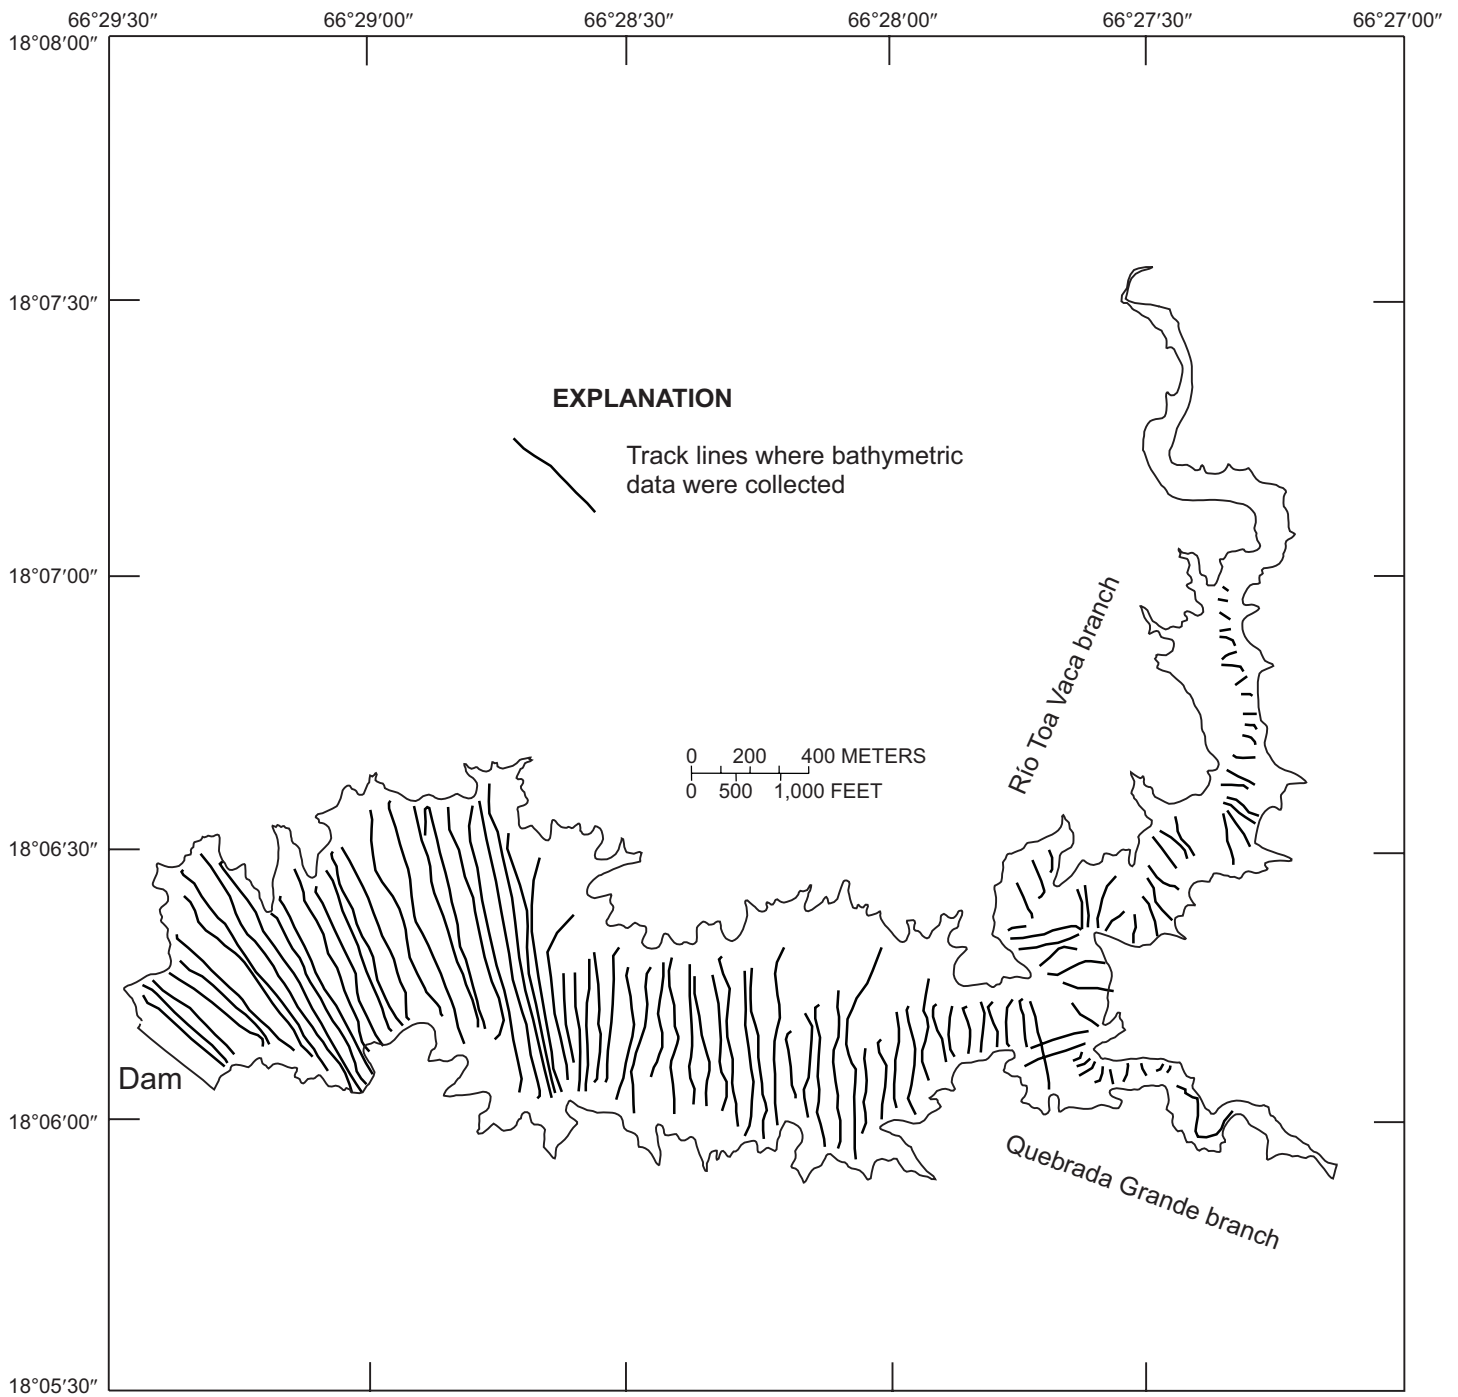 66°29′30″ 66°29′00″ 66°28′30″ 66°28′00″ 66°27′30″ 66°27′00″
18°08′00″
18°07′30″
EXPLANATION
Track lines where bathymetric
data were collected
18°07′00″
Río Toa Vaca branch
0 200 400 METERS
0 500 1,000 FEET
18°06′30″
Dam
18°06′00″
Quebrada Grande branch
18°05′30″